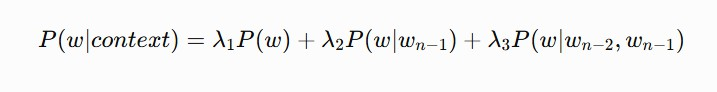 P(w|context) = λ₁P(w) + λ₂P(w|wₙ₋₁) + λ₃P(w|wₙ₋₂, wₙ₋₁)